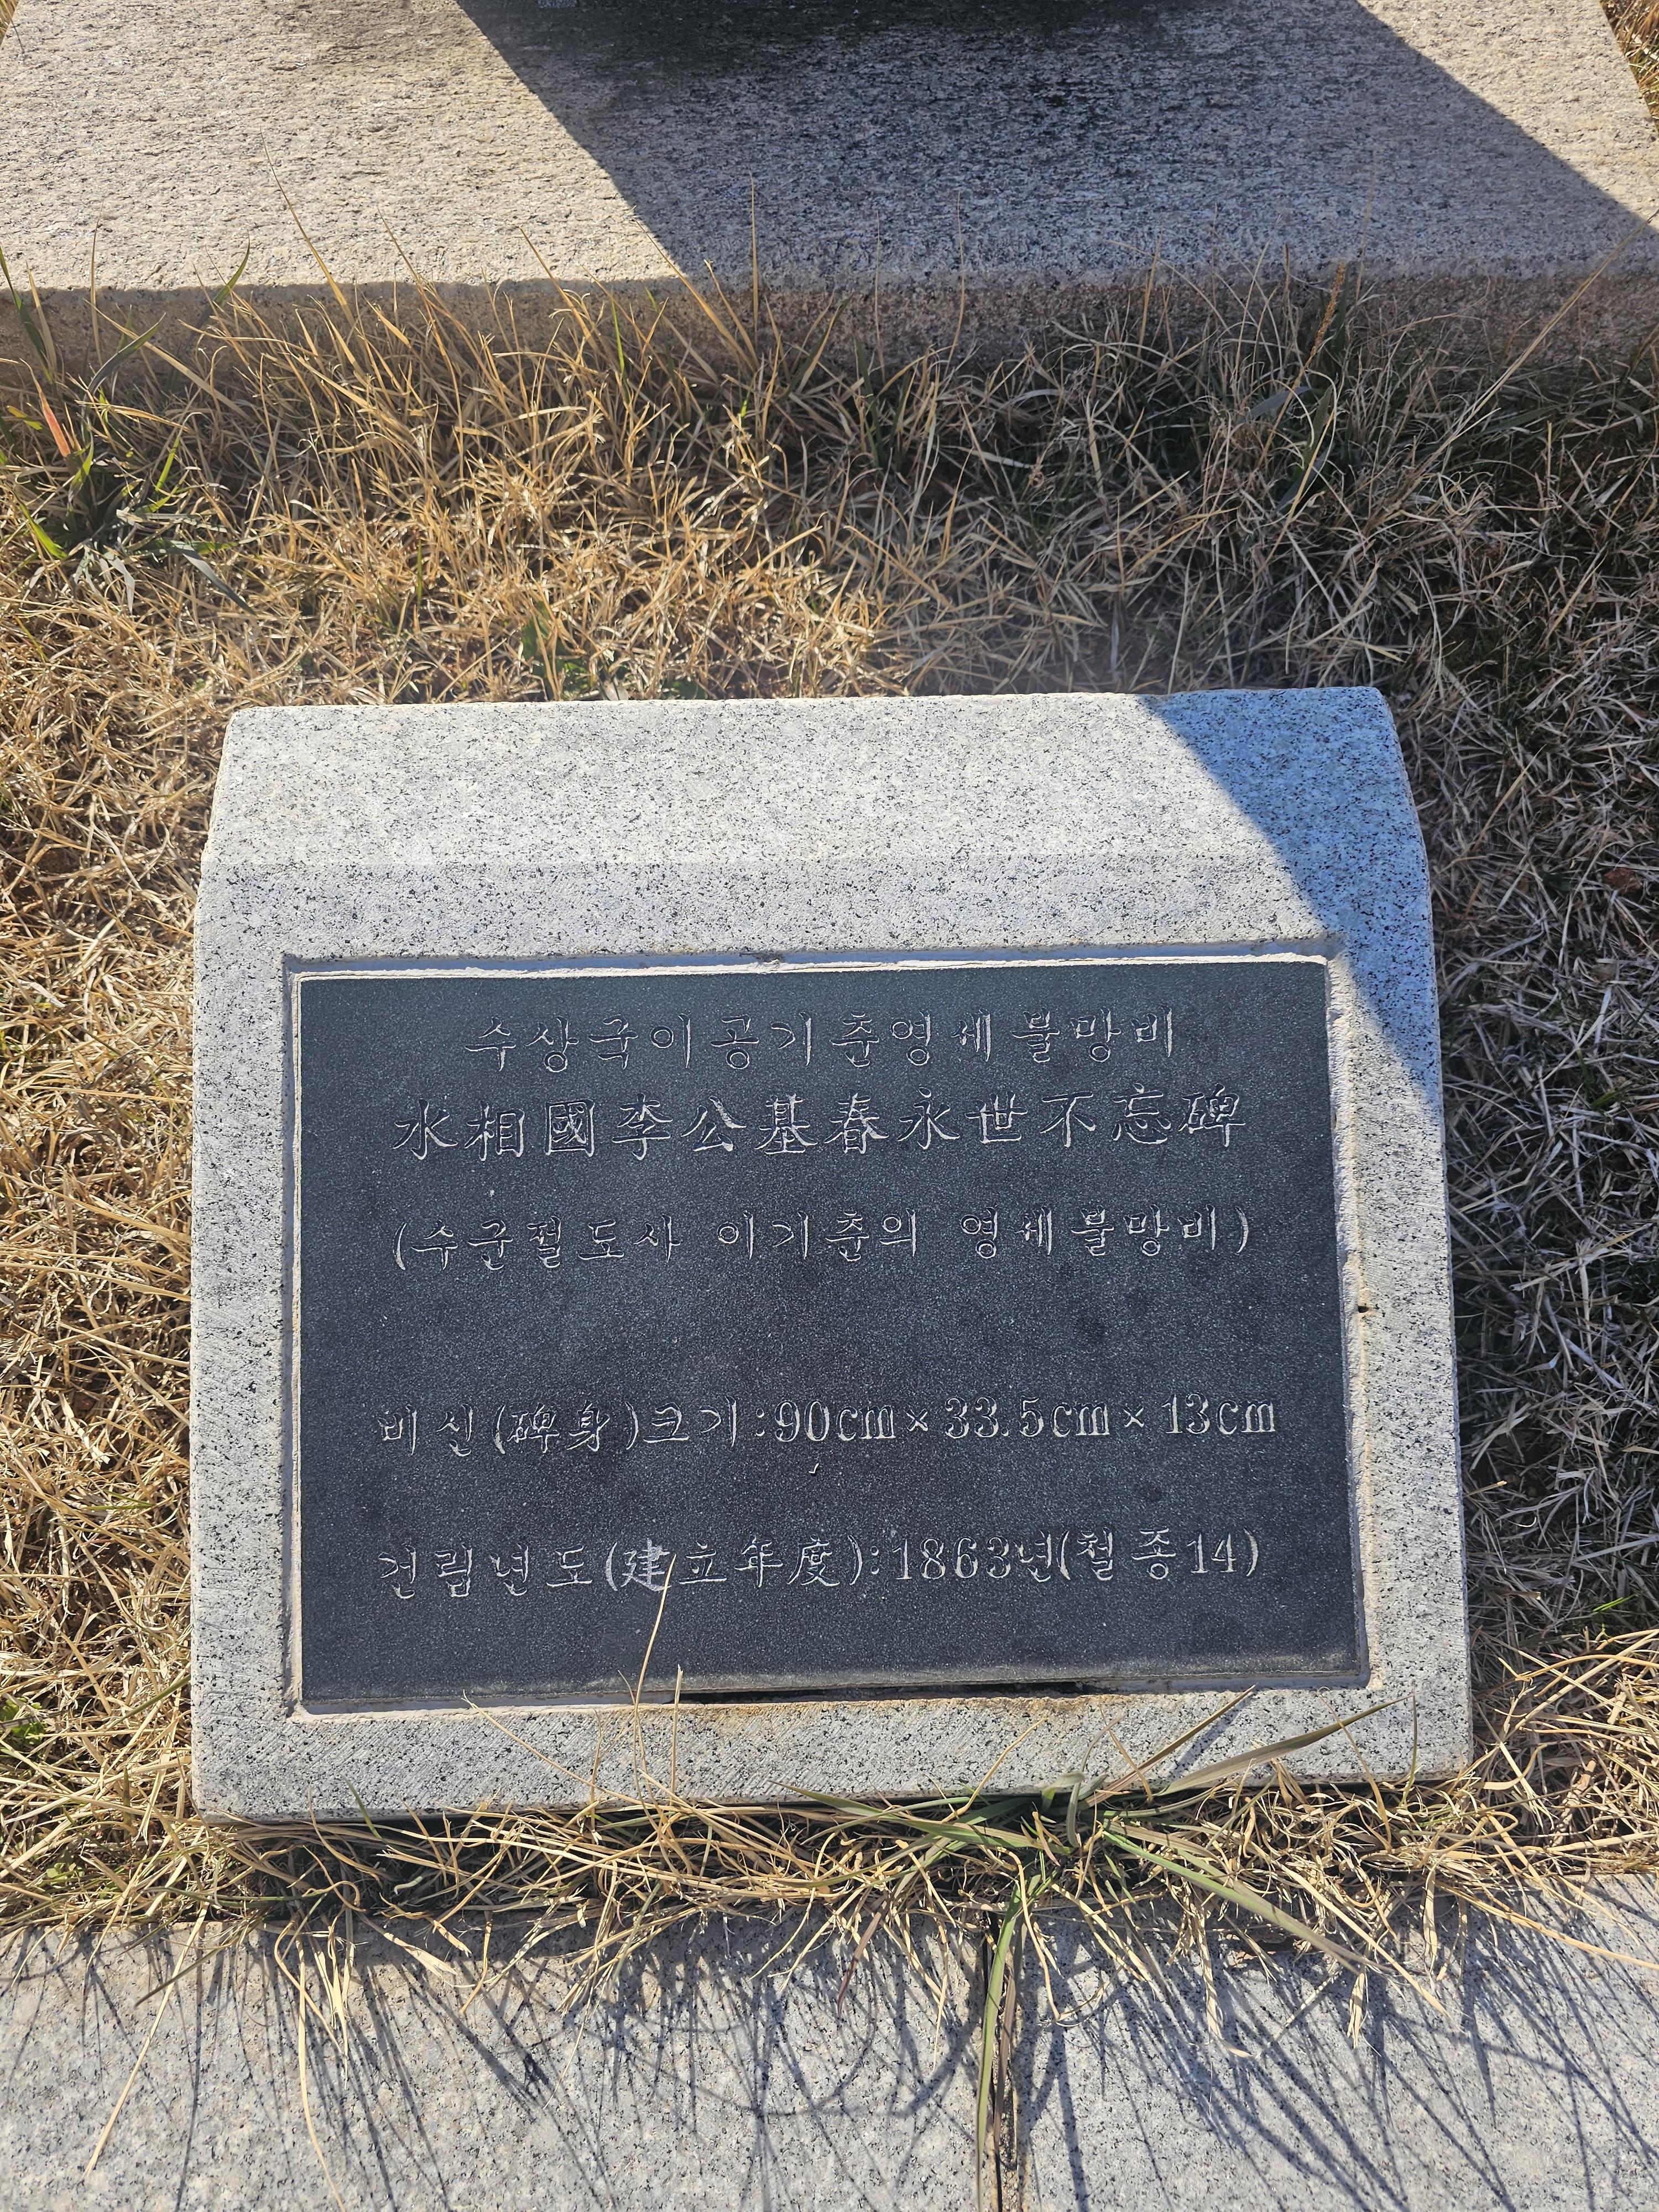 수상국이공기춘영세불망비
水相國李公基春永世不忘碑
(수군절도사 이기춘의 영세불망비)
비신(碑身)크기:90cm×33.5cm×13cm
건립년도(建立年度):1863년(철종14)